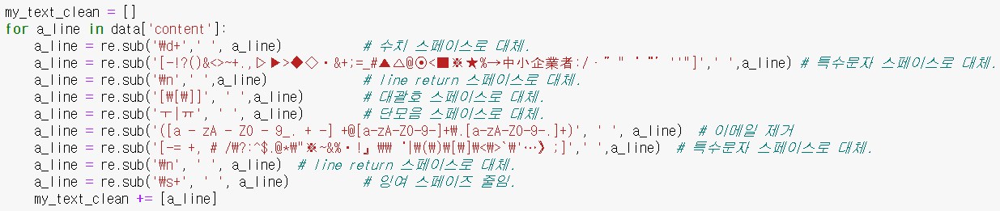 my_text_clean = []
for a_line in data['content']:
    a_line = re.sub('₩d+',' ', a_line)          # 수치 스페이스로 대체.
    a_line = re.sub('[-!?()&<>~+.,▷▶>◆◇·&+;=_#▲△@⊙<■※★%→中小企業者:/‐·˝" ʹ "′ ˈ'"]',' ',a_line) # 특수문자 스페이스로 대체.
    a_line = re.sub('₩n',' ',a_line)            # line return 스페이스로 대체.
    a_line = re.sub('[₩[₩]]', ' ',a_line)       # 대괄호 스페이스로 대체.
    a_line = re.sub('ㅜ|ㅠ', ' ', a_line)       # 단모음 스페이스로 대체.
    a_line = re.sub('([a - zA - Z0 - 9_. + -] +@[a-zA-Z0-9-]+₩.[a-zA-Z0-9-.]+)', ' ', a_line)  # 이메일 제거
    a_line = re.sub('[-= +, # /₩?:^$.@*₩"※~&%·!』₩₩ ʹ|₩(₩)₩[₩]₩<₩>`₩'…》;]',' ',a_line)  # 특수문자 스페이스로 대체.
    a_line = re.sub('₩n', ' ', a_line)  # line return 스페이스로 대체.
    a_line = re.sub('₩s+', ' ', a_line)         # 잉여 스페이즈 줄임.
    my_text_clean += [a_line]